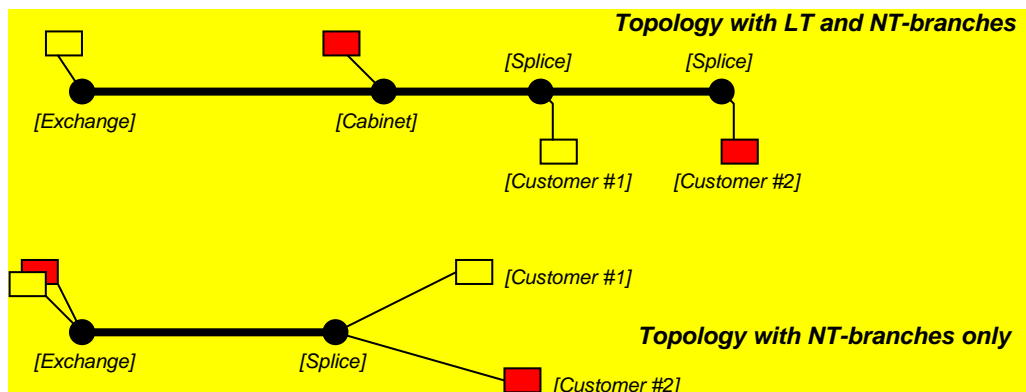 Topology with LT and NT-branches
[Splice] [Splice]
[Exchange] [Cabinet]
[Customer #1] [Customer #2]
[Customer #1]
Topology with NT-branches only
[Exchange] [Splice]
[Customer #2]